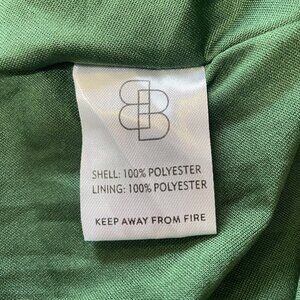 SHELL: 100% POLYESTER
LINING: 100% POLYESTER
KEEP AWAY FROM FIRE